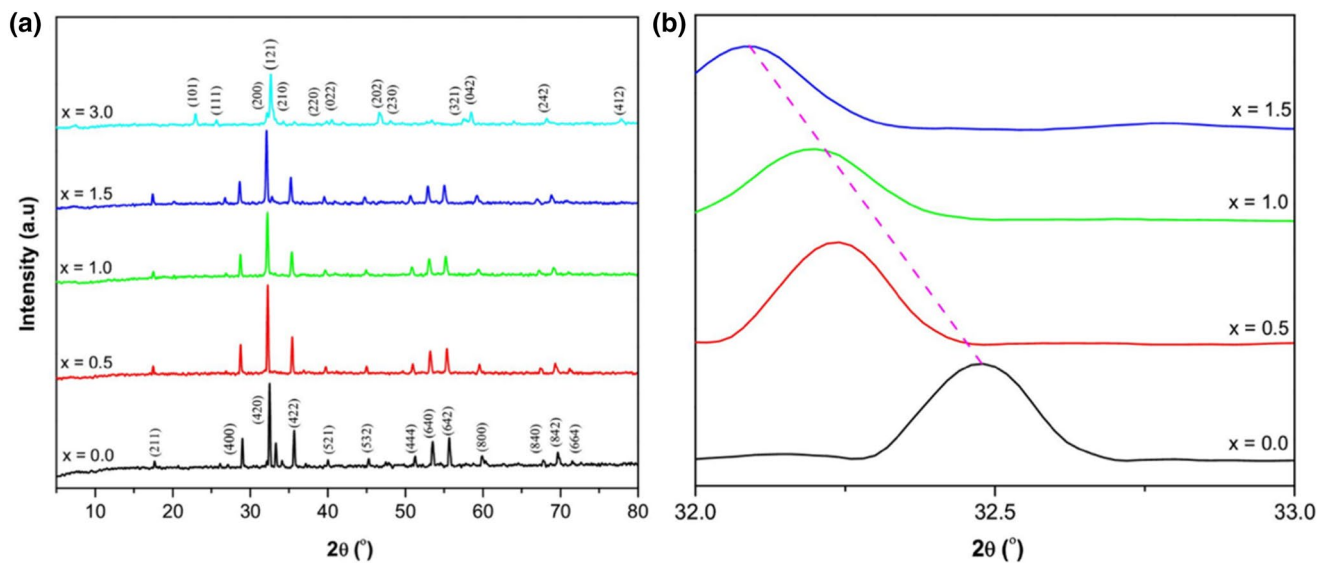 (a)
Intensity (a.u)
x = 3.0
(101)
(111)
(200)
(121)
(210)
(220)
(022)
(202)
(230)
(321)
(042)
(242)
(412)
x = 1.5
x = 1.0
x = 0.5
x = 0.0
(211)
(400)
(420)
(422)
(521)
(532)
(444)
(640)
(642)
(800)
(840)
(842)
(664)
10 20 30 40 50 60 70 80
2θ (°)
(b)
x = 1.5
x = 1.0
x = 0.5
x = 0.0
32.0 32.5 33.0
2θ (°)